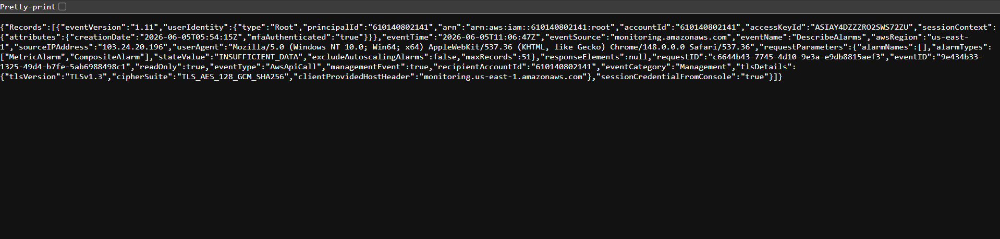 Pretty-print
{"Records":[{"eventVersion":"1.11","userIdentity":{"type":"Root","principalId":"610140802141","arn":"arn:aws:iam::610140802141:root","accountId":"610140802141","accessKeyId":"ASIAY4DZZZRO2SWS72ZU","sessionContext":
{"attributes":{"creationDate":"2026-06-05T05:54:15Z","mfaAuthenticated":"true"}}},"eventTime":"2026-06-05T11:06:47Z","eventSource":"monitoring.amazonaws.com","eventName":"DescribeAlarms","awsRegion":"us-east-
1","sourceIPAddress":"103.24.20.196","userAgent":"Mozilla/5.0 (Windows NT 10.0; Win64; x64) AppleWebKit/537.36 (KHTML, like Gecko) Chrome/148.0.0.0 Safari/537.36","requestParameters":{"alarmNames":[],"alarmTypes":
["MetricAlarm","CompositeAlarm"],"stateValue":"INSUFFICIENT_DATA","excludeAutoscalingAlarms":false,"maxRecords":51},"responseElements":null,"requestID":"c6644b43-7745-4d10-9e3a-e9db8815aef3","eventID":"9e434b33-
1325-49d4-b7fe-5ab6988498c1","readOnly":true,"eventType":"AwsApiCall","managementEvent":true,"recipientAccountId":"610140802141","eventCategory":"Management","tlsDetails":
{"tlsVersion":"TLSv1.3","cipherSuite":"TLS_AES_128_GCM_SHA256","clientProvidedHostHeader":"monitoring.us-east-1.amazonaws.com"},"sessionCredentialFromConsole":"true"}]}